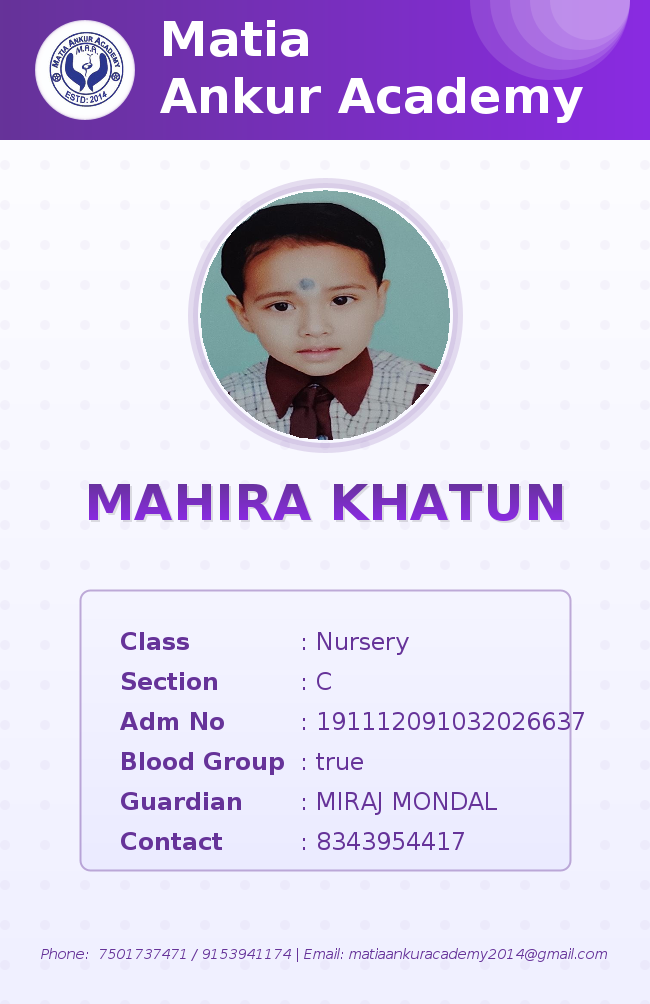 MATIA ANKUR ACADEMY
M.A.A
ESTD: 2014
Matia
Ankur Academy
MAHIRA KHATUN
Class : Nursery
Section : C
Adm No : 191112091032026637
Blood Group : true
Guardian : MIRAJ MONDAL
Contact : 8343954417
Phone: 7501737471 / 9153941174 | Email: matiaankuracademy2014@gmail.com